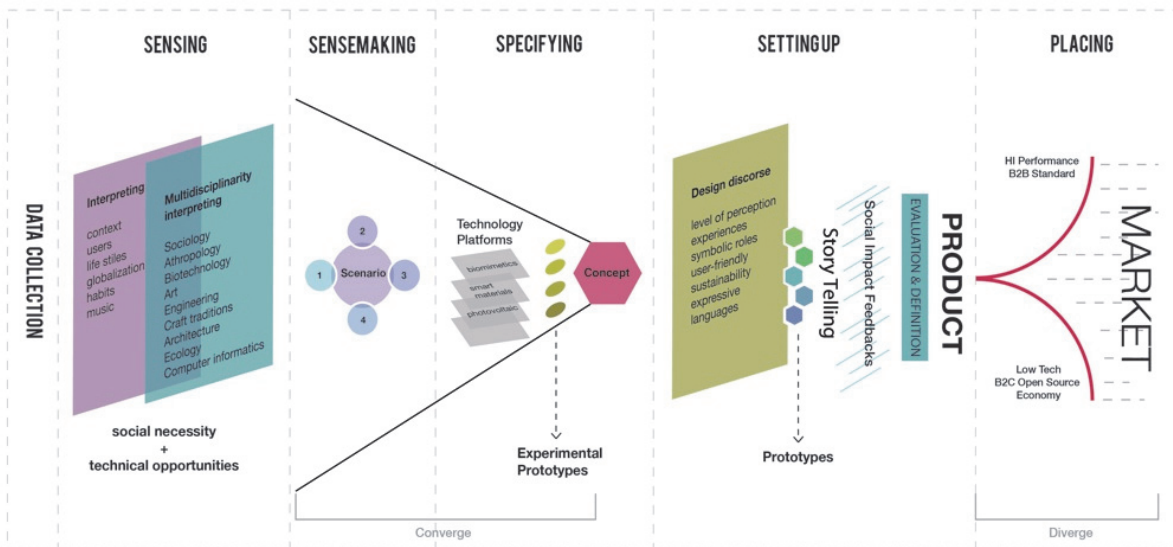 SENSING
SENSEMAKING
SPECIFYING
SETTING UP
PLACING
DATA COLLECTION
Interpreting
context
users
life stiles
globalization
habits
music
Multidisciplinarity
interpreting
Sociology
Athropology
Biotechnology
Art
Engineering
Craft traditions
Architecture
Ecology
Computer informatics
social necessity
+
technical opportunities
2
1
Scenario
3
4
Technology
Platforms
biomimetics
smart
materials
photovoltaic
Concept
Experimental
Prototypes
Converge
Design discorse
level of perception
experiences
symbolic roles
user-friendly
sustainability
expressive
languages
Story Telling
Prototypes
Social Impact Feedbacks
EVALUATION & DEFINITION
PRODUCT
HI Performance
B2B Standard
Low Tech
B2C Open Source
Economy
MARKET
Diverge